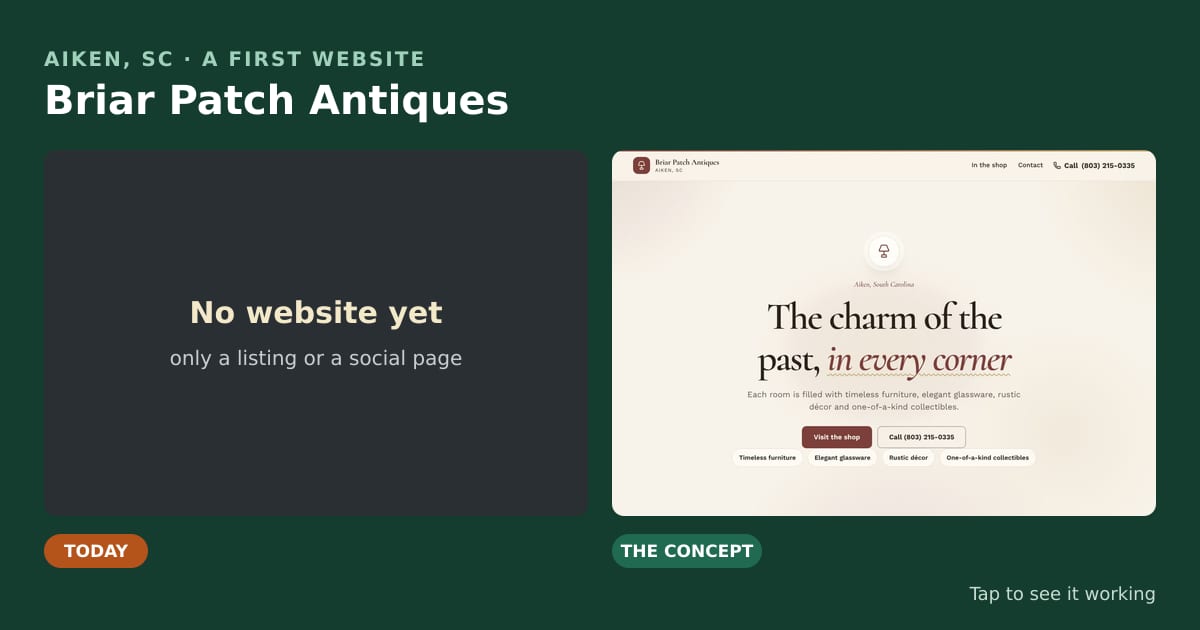 AIKEN, SC · A FIRST WEBSITE
Briar Patch Antiques
No website yet
only a listing or a social page
TODAY
Briar Patch Antiques
AIKEN, SC
In the shop
Contact
Call (803) 215-0335
Aiken, South Carolina
The charm of the
past, in every corner
Each room is filled with timeless furniture, elegant glassware, rustic
décor and one-of-a-kind collectibles.
Visit the shop
Call (803) 215-0335
Timeless furniture
Elegant glassware
Rustic décor
One-of-a-kind collectibles
THE CONCEPT
Tap to see it working